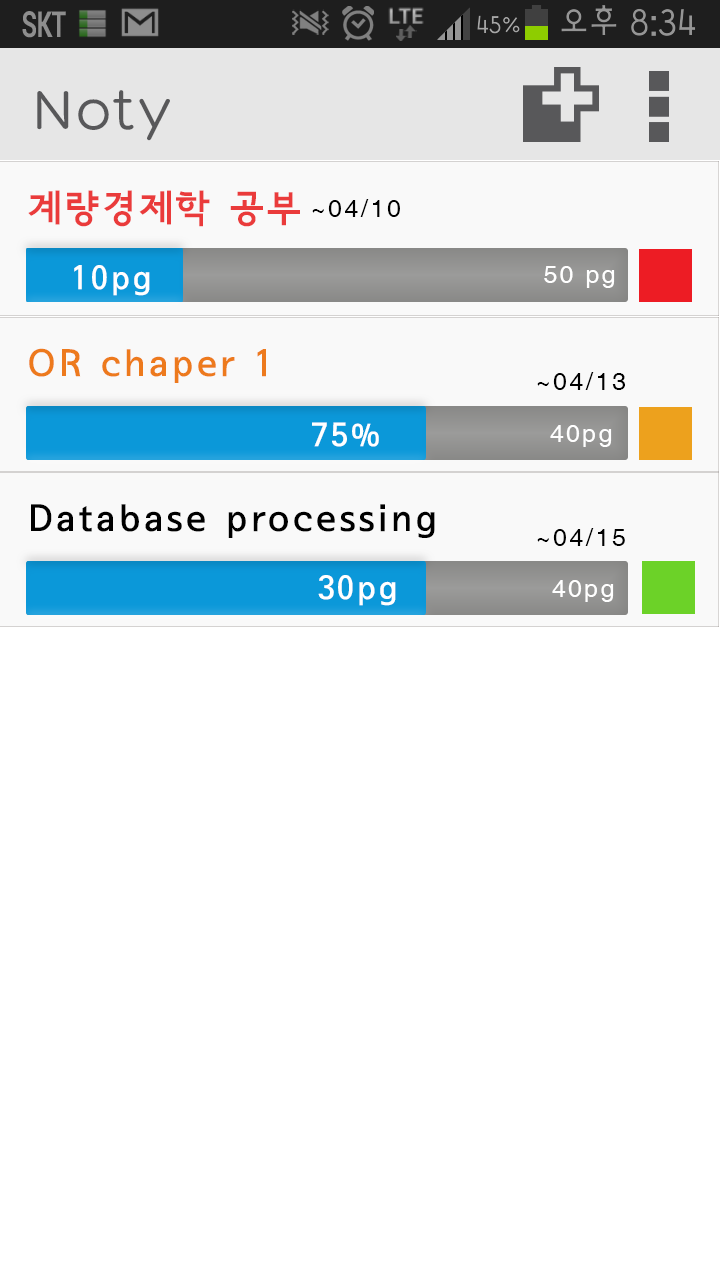 SKT LTE 45% 오후 8:34
Noty
계량경제학 공부 ~04/10
10pg 50 pg
OR chaper 1 ~04/13
75% 40pg
Database processing ~04/15
30pg 40pg